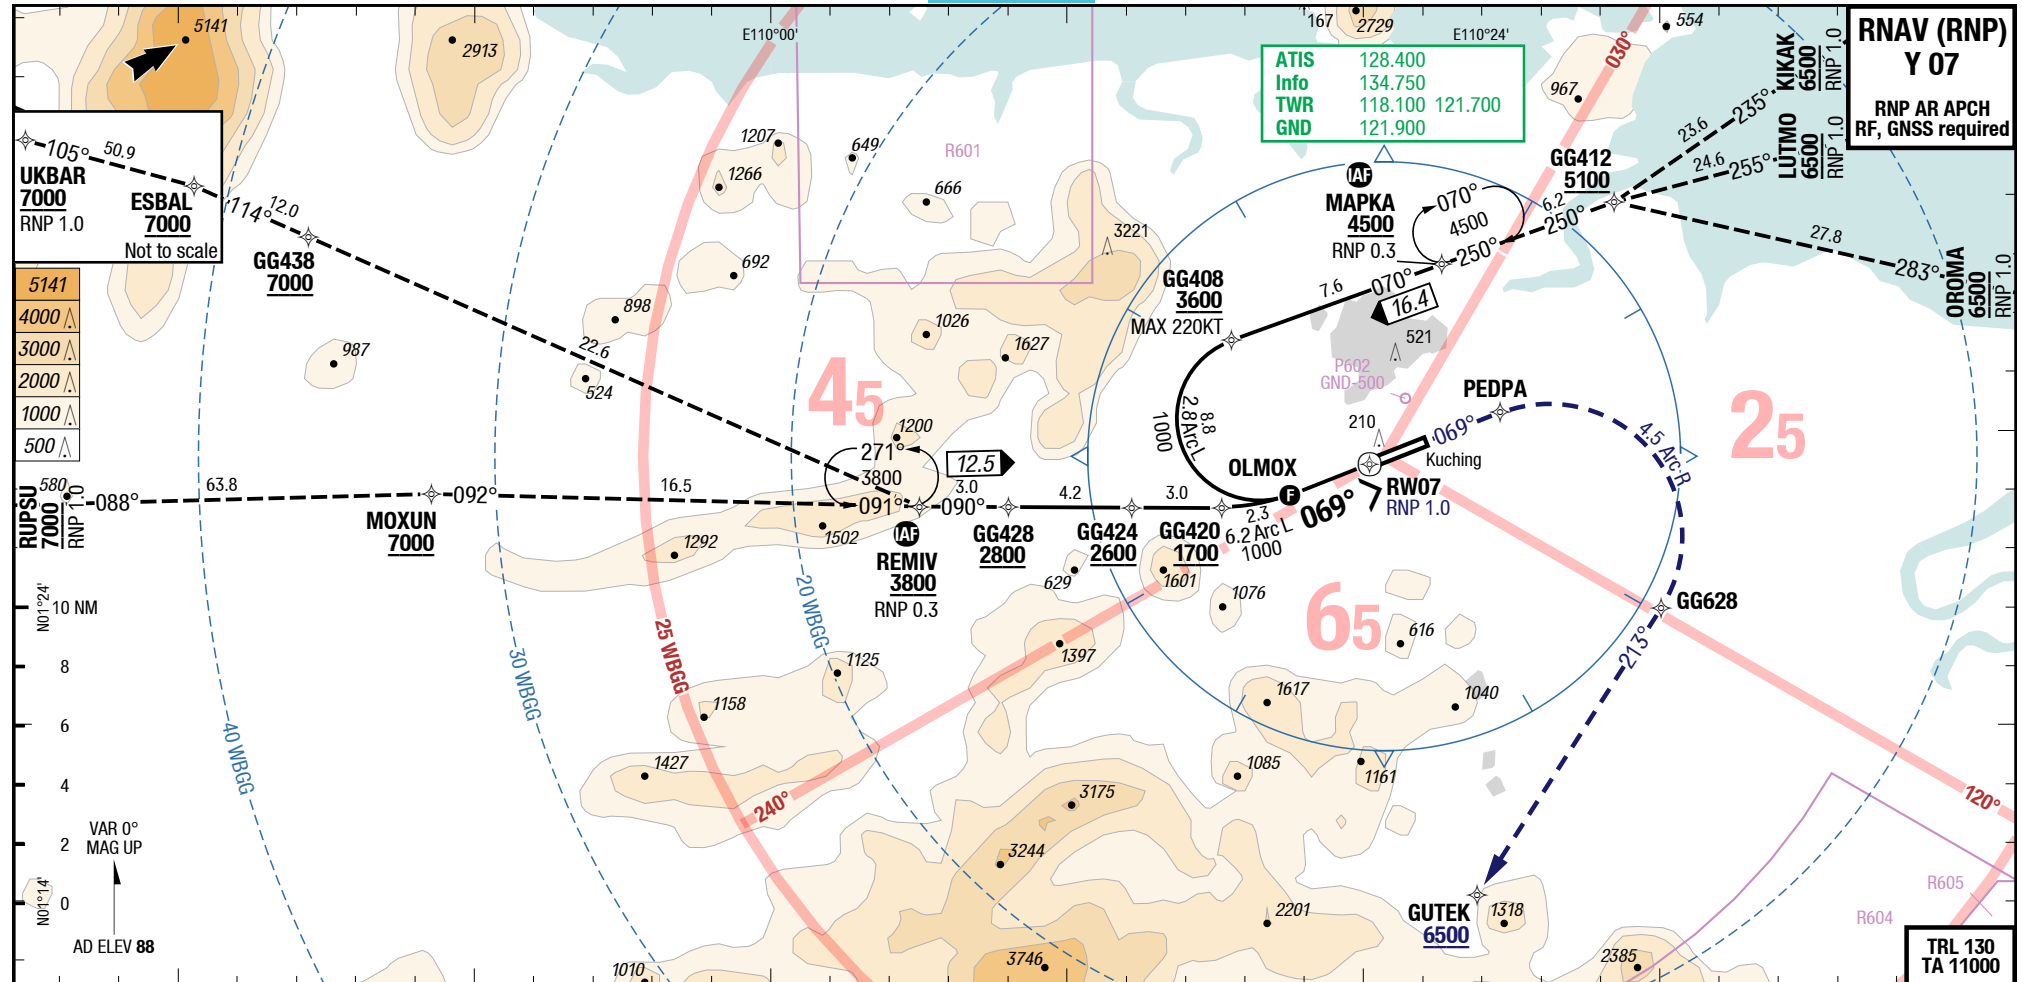 5141
2913
E110°00'
167
2729
E110°24'
554
030°
RNAV (RNP)
Y 07
RNP AR APCH
RF, GNSS required
ATIS 128.400
Info 134.750
TWR 118.100 121.700
GND 121.900
967
KIKAK
6500
RNP 1.0
235°
23.6
LUTMO
6500
RNP 1.0
255°
24.6
OROMA
6500
RNP 1.0
283°
27.8
GG412
5100
6.2
250°
IAF
MAPKA
4500
RNP 0.3
070°
4500
250°
105°
50.9
UKBAR
7000
RNP 1.0
ESBAL
7000
Not to scale
114°
12.0
GG438
7000
22.6
1207
1266
649
666
R601
692
898
987
524
3221
1026
1627
5141
4000
3000
2000
1000
500
45
25
65
GG408
3600
MAX 220KT
7.6
070°
16.4
521
P602
GND-500
210
8.8
2.8 Arc L
1000
PEDPA
069°
4.5 Arc R
Kuching
OLMOX
F
069°
RW07
RNP 1.0
1200
271°
3800
091°
12.5
3.0
090°
580
RUPSU
7000
RNP 1.0
088°
63.8
MOXUN
7000
092°
16.5
1502
1292
IAF
REMIV
3800
RNP 0.3
GG428
2800
4.2
GG424
2600
3.0
GG420
1700
2.3
6.2 Arc L
1000
629
1601
1076
616
GG628
213°
N01°24'
10 NM
8
6
4
2
0
N01°14'
40 WBGG
30 WBGG
25 WBGG
20 WBGG
1397
1125
1158
1427
240°
1617
1040
1085
1161
3175
3244
3746
2201
1010
120°
GUTEK
6500
1318
2385
R605
R604
VAR 0°
MAG UP
AD ELEV 88
TRL 130
TA 11000